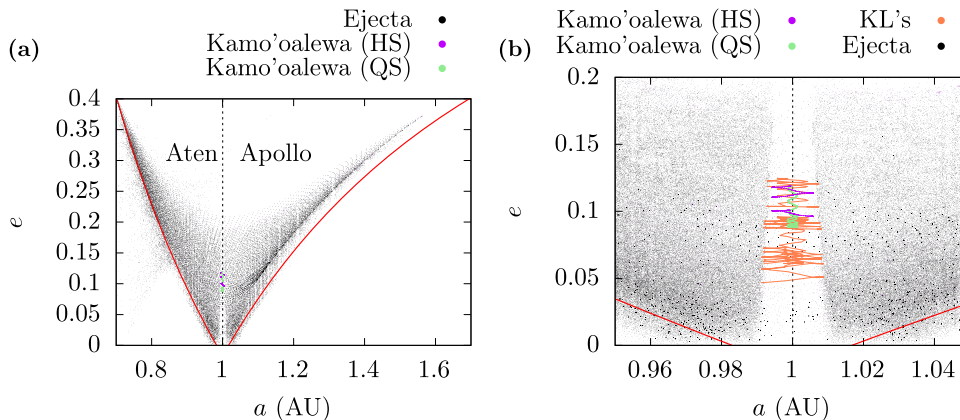 (a)
Ejecta
Kamo'oalewa (HS)
Kamo'oalewa (QS)
0.4
0.35
0.3
0.25
0.2
0.15
0.1
0.05
0
e
Aten
Apollo
0.8 1 1.2 1.4 1.6
a (AU)
(b)
Kamo'oalewa (HS) KL's
Kamo'oalewa (QS) Ejecta
0.2
0.15
0.1
0.05
0
e
0.96 0.98 1 1.02 1.04
a (AU)